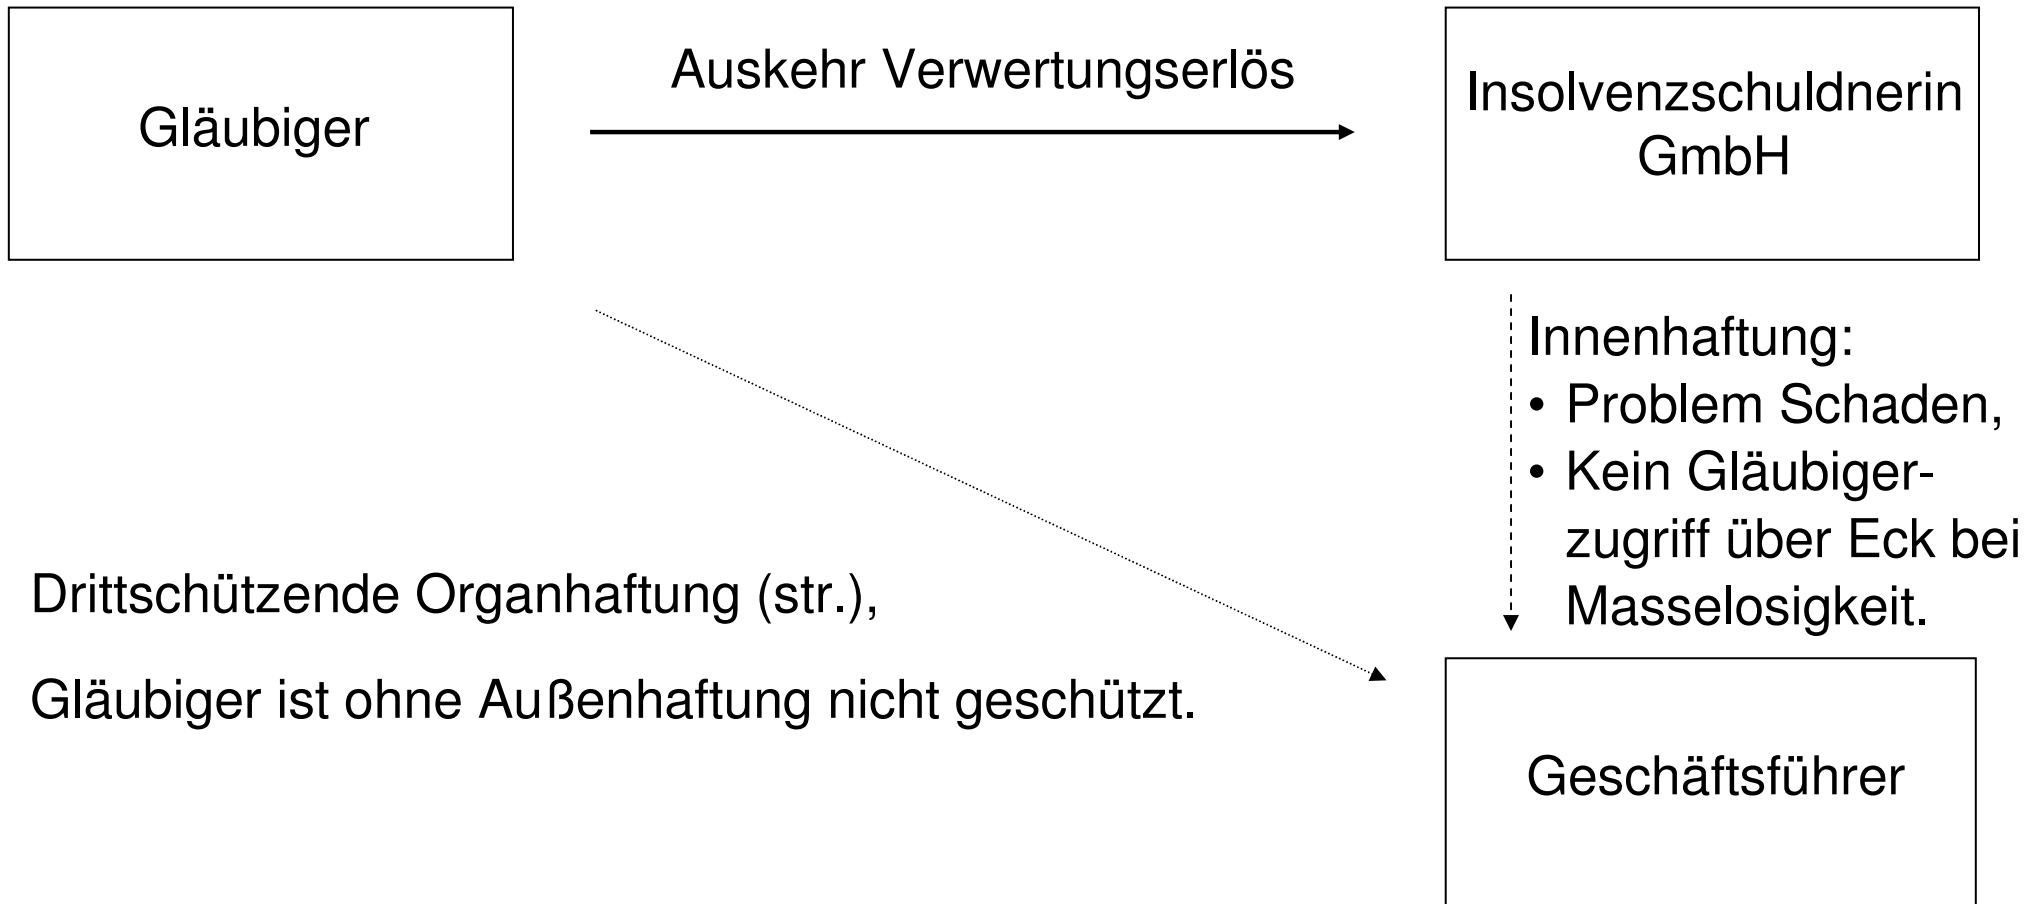 Gläubiger
Auskehr Verwertungserlös
Insolvenzschuldnerin
GmbH
Innenhaftung:
• Problem Schaden,
• Kein Gläubiger-
zugriff über Eck bei
Masselosigkeit.
Drittschützende Organhaftung (str.),
Gläubiger ist ohne Außenhaftung nicht geschützt.
Geschäftsführer